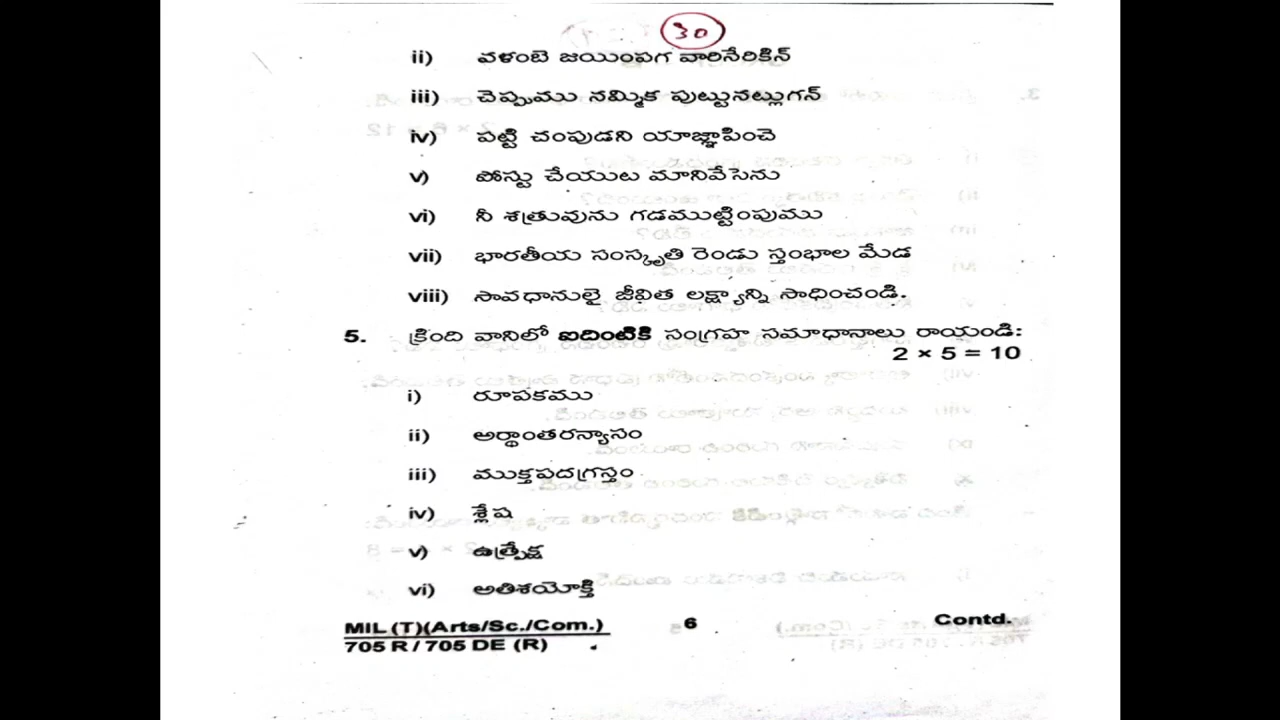 30
ii) వళంబె జయింపగ వారినేరికిన్
iii) చెప్పుము నమ్మిక పుట్టునట్లుగన్
iv) పట్టి చంపుడని యాజ్ఞాపించె
v) పోస్టు చేయుట మానివేసెను
vi) నీ శత్రువును గడముట్టింపుము
vii) భారతీయ సంస్కృతి రెండు స్తంభాల మేడ
viii) సావధానులై జీవిత లక్ష్యాన్ని సాధించండి.
5. క్రింది వానిలో ఐదింటికి సంగ్రహ సమాధానాలు రాయండి:
2 × 5 = 10
i) రూపకము
ii) అర్థాంతరన్యాసం
iii) ముక్తపదగ్రస్తం
iv) శ్లేష
v) ఉత్ప్రేక్ష
vi) అతిశయోక్తి
MIL (T)(Arts/Sc./Com.) 6 Contd.
705 R / 705 DE (R)